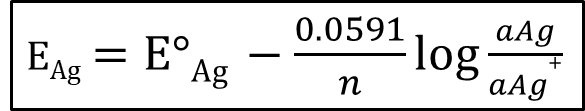 E_Ag = E°_Ag − 0.0591/n log aAg/aAg⁺